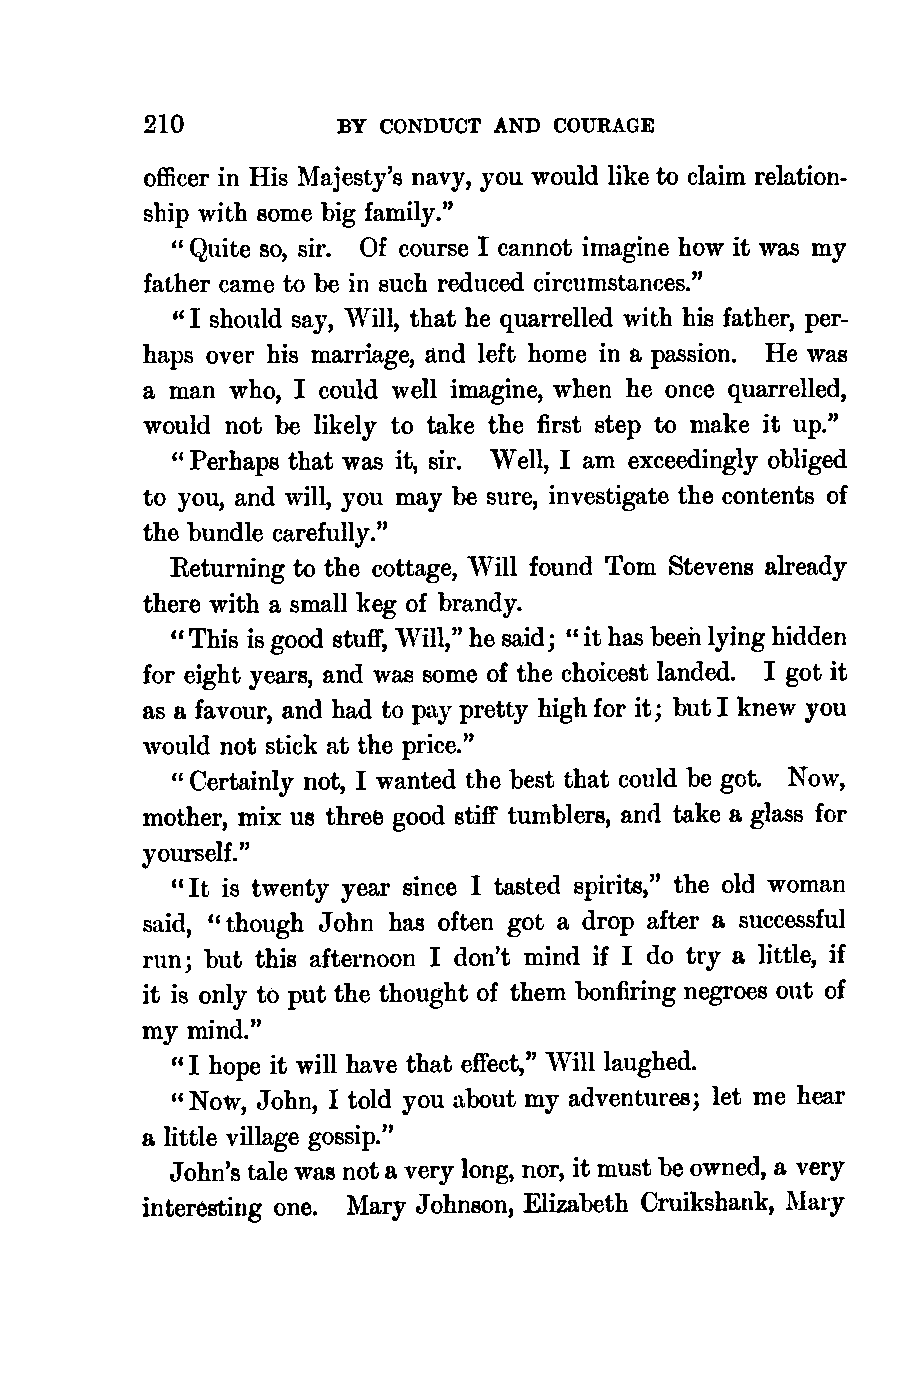 210 BY CONDUCT AND COURAGE
officer in His Majesty's navy, you would like to claim relation-
ship with some big family."
"Quite so, sir. Of course I cannot imagine how it was my
father came to be in such reduced circumstances."
"I should say, Will, that he quarrelled with his father, per-
haps over his marriage, and left home in a passion. He was
a man who, I could well imagine, when he once quarrelled,
would not be likely to take the first step to make it up."
"Perhaps that was it, sir. Well, I am exceedingly obliged
to you, and will, you may be sure, investigate the contents of
the bundle carefully."
Returning to the cottage, Will found Tom Stevens already
there with a small keg of brandy.
"This is good stuff, Will," he said; "it has been lying hidden
for eight years, and was some of the choicest landed. I got it
as a favour, and had to pay pretty high for it; but I knew you
would not stick at the price."
"Certainly not, I wanted the best that could be got. Now,
mother, mix us three good stiff tumblers, and take a glass for
yourself."
"It is twenty year since I tasted spirits," the old woman
said, "though John has often got a drop after a successful
run; but this afternoon I don't mind if I do try a little, if
it is only to put the thought of them bonfiring negroes out of
my mind."
"I hope it will have that effect," Will laughed.
"Now, John, I told you about my adventures; let me hear
a little village gossip."
John's tale was not a very long, nor, it must be owned, a very
interesting one. Mary Johnson, Elizabeth Cruikshank, Mary